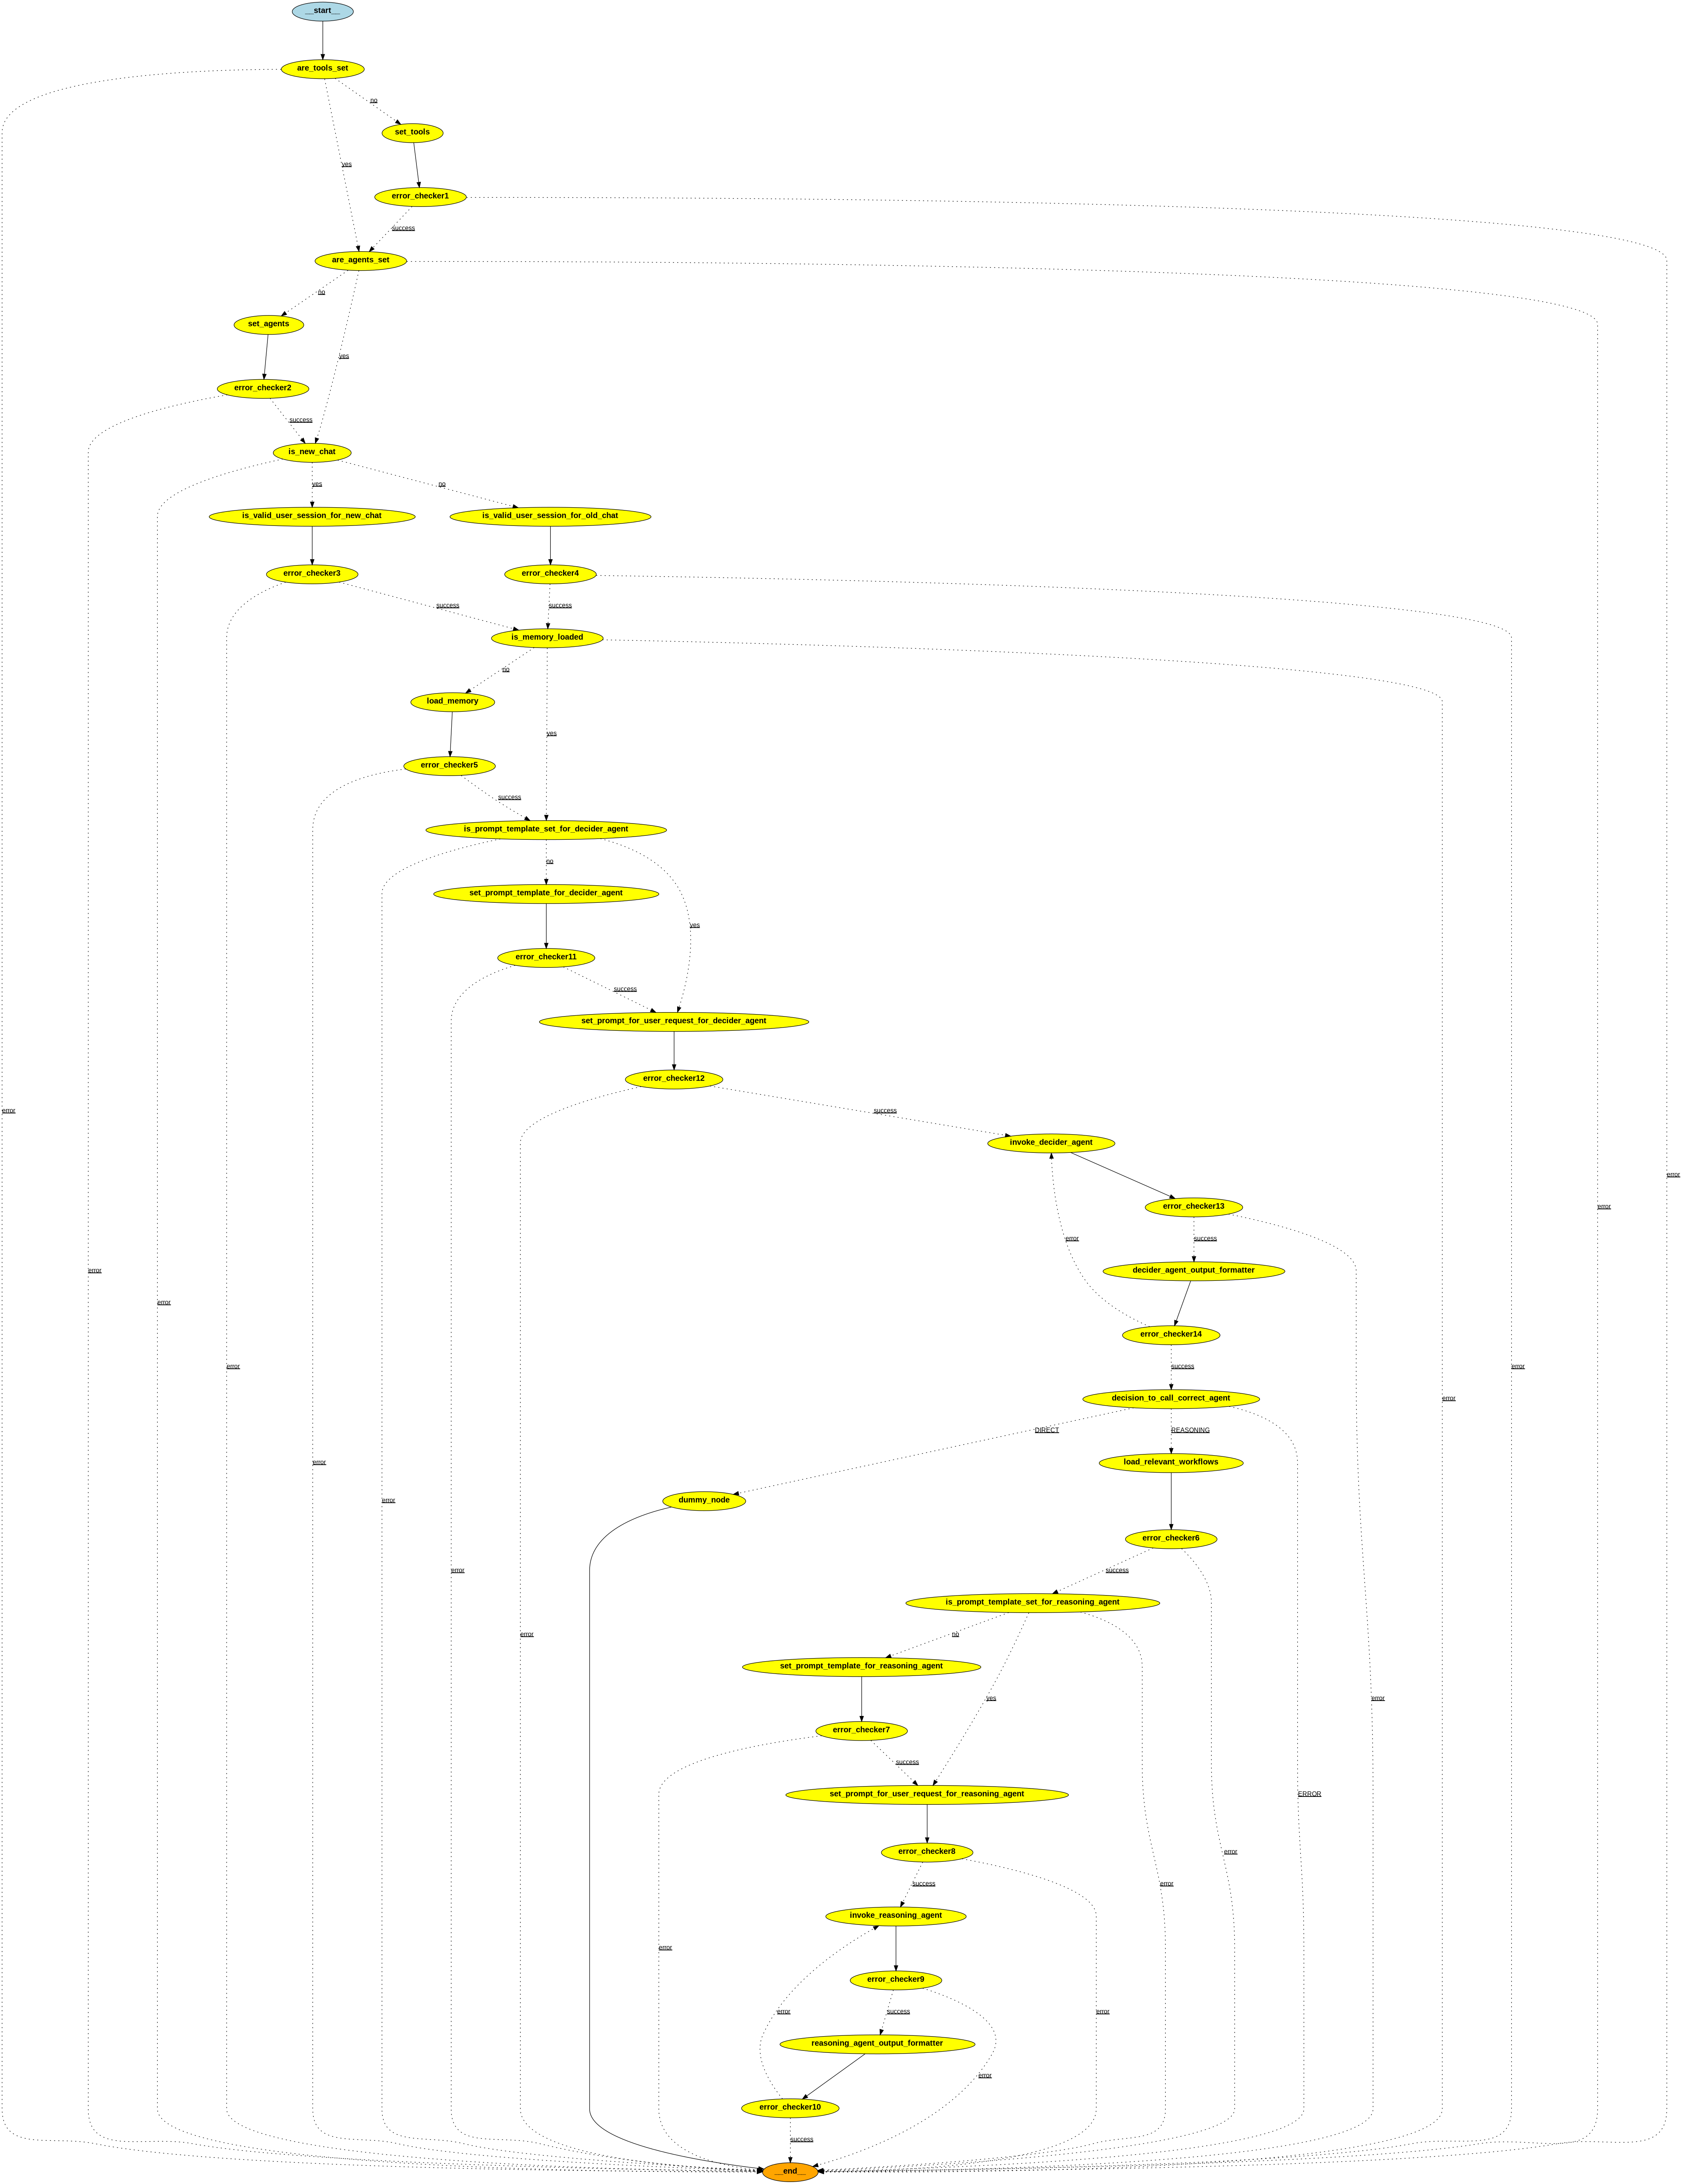 __start__
are_tools_set
no
set_tools
yes
error_checker1
success
are_agents_set
no
set_agents
yes
error_checker2
success
is_new_chat
yes
no
is_valid_user_session_for_new_chat
is_valid_user_session_for_old_chat
error_checker3
error_checker4
success
success
is_memory_loaded
no
load_memory
yes
error_checker5
success
is_prompt_template_set_for_decider_agent
no
set_prompt_template_for_decider_agent
yes
error_checker11
success
set_prompt_for_user_request_for_decider_agent
error_checker12
error
success
invoke_decider_agent
error
error_checker13
error
error
success
error
decider_agent_output_formatter
error
error_checker14
error
success
error
error
decision_to_call_correct_agent
DIRECT
REASONING
error
load_relevant_workflows
error
dummy_node
error_checker6
error
success
is_prompt_template_set_for_reasoning_agent
error
no
set_prompt_template_for_reasoning_agent
yes
error
error_checker7
success
ERROR
set_prompt_for_user_request_for_reasoning_agent
error_checker8
error
success
error
invoke_reasoning_agent
error
error_checker9
error
success
error
reasoning_agent_output_formatter
error
error_checker10
success
__end__